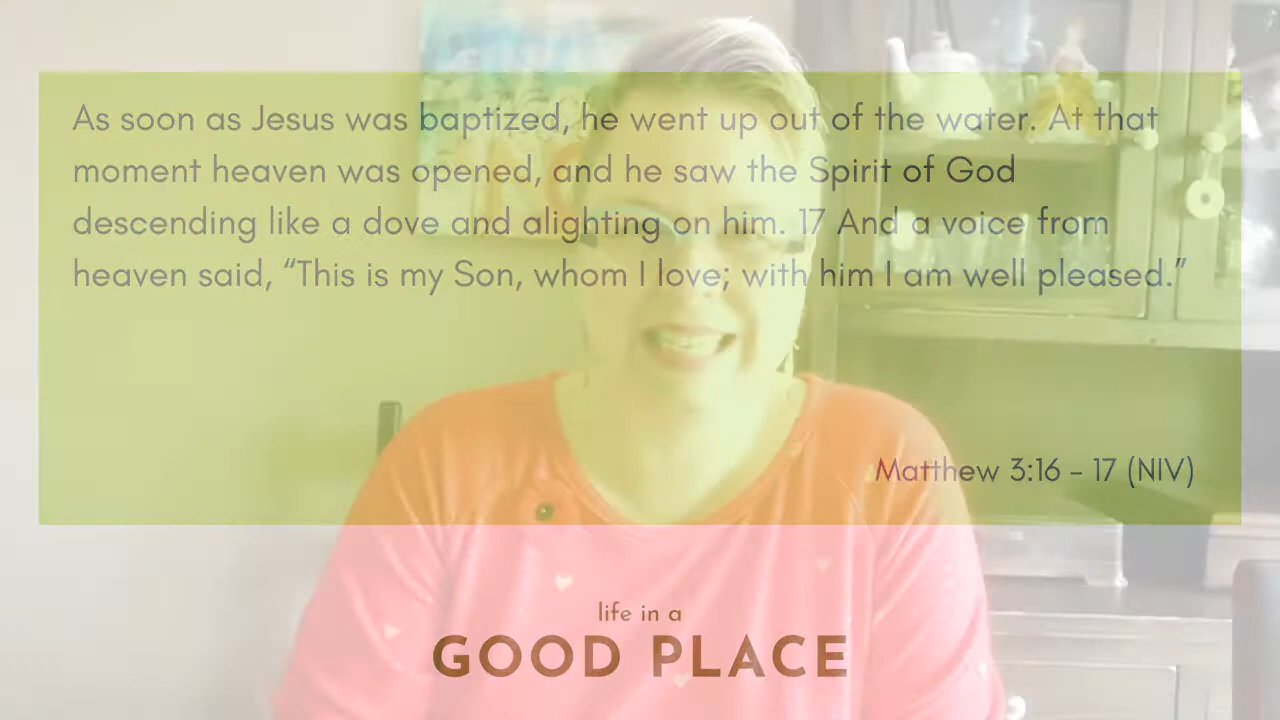 As soon as Jesus was baptized, he went up out of the water. At that
moment heaven was opened, and he saw the Spirit of God
descending like a dove and alighting on him. 17 And a voice from
heaven said, “This is my Son, whom I love; with him I am well pleased.”
Matthew 3:16 – 17 (NIV)
life in a
GOOD PLACE